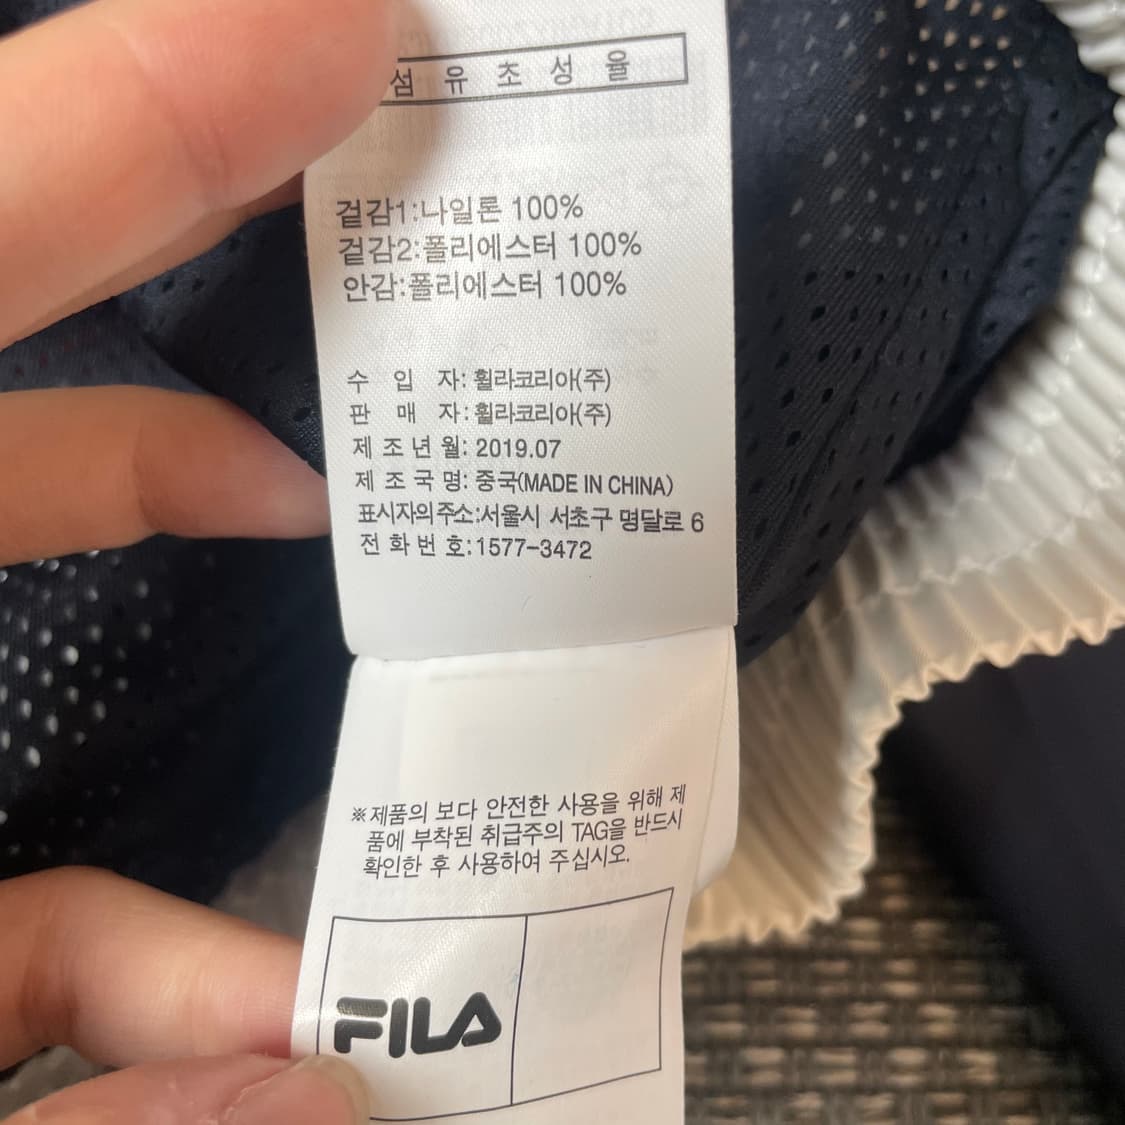 섬 유 조 성 율
겉감1:나일론 100%
겉감2:폴리에스터 100%
안감:폴리에스터 100%
수 입 자: 휠라코리아(주)
판 매 자: 휠라코리아(주)
제 조 년 월: 2019.07
제 조 국 명: 중국(MADE IN CHINA)
표시자의주소:서울시 서초구 명달로 6
전 화 번 호:1577-3472
※제품의 보다 안전한 사용을 위해 제
품에 부착된 취급주의 TAG을 반드시
확인한 후 사용하여 주십시오.
FILA